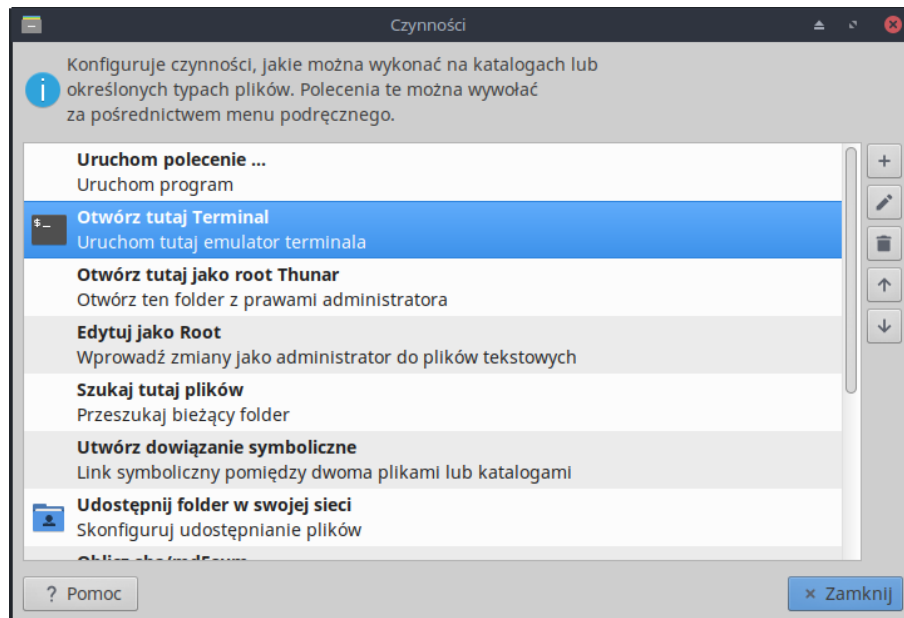 Czynności
Konfiguruje czynności, jakie można wykonać na katalogach lub
określonych typach plików. Polecenia te można wywołać
za pośrednictwem menu podręcznego.
Uruchom polecenie ...
Uruchom program
$_
Otwórz tutaj Terminal
Uruchom tutaj emulator terminala
Otwórz tutaj jako root Thunar
Otwórz ten folder z prawami administratora
Edytuj jako Root
Wprowadź zmiany jako administrator do plików tekstowych
Szukaj tutaj plików
Przeszukaj bieżący folder
Utwórz dowiązanie symboliczne
Link symboliczny pomiędzy dwoma plikami lub katalogami
Udostępnij folder w swojej sieci
Skonfiguruj udostępnianie plików
? Pomoc
× Zamknij